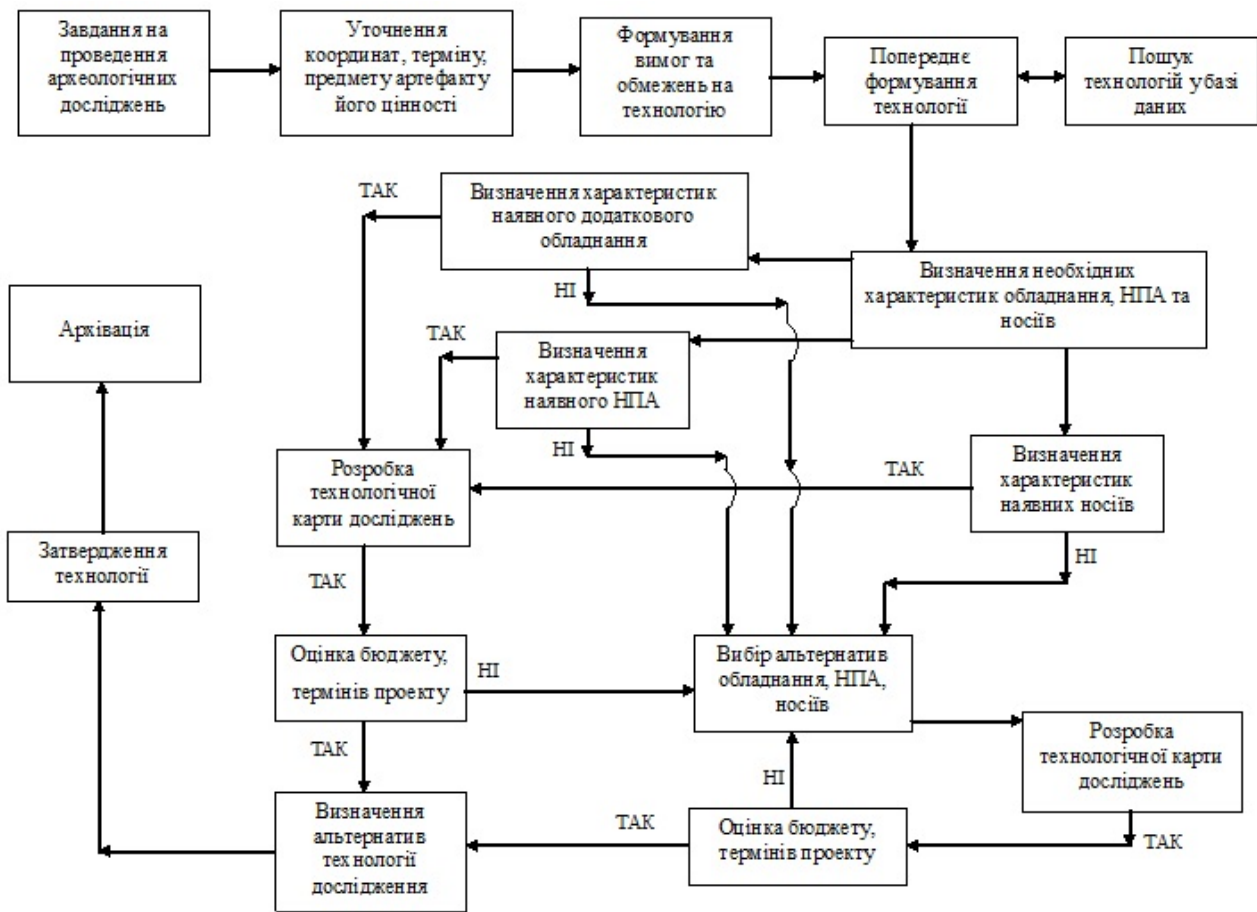 Завдання на
проведення
археологічних
досліджень
Уточнення
координат, терміну,
предмету артефакту
його цінності
Формування
вимог та
обмежень на
технологію
Попереднє
формування
технології
Пошук
технологій у базі
даних
ТАК
Визначення характеристик
наявного додаткового
обладнання
НІ
Визначення необхідних
характеристик обладнання, НПА та
носіїв
Архівація
ТАК
Визначення
характеристик
наявного НПА
НІ
Розробка
технологічної
карти досліджень
ТАК
Визначення
характеристик
наявних носіїв
НІ
Затвердження
технології
ТАК
Оцінка бюджету,
термінів проекту
НІ
Вибір альтернатив
обладнання, НПА,
носіїв
Розробка
технологічної карти
досліджень
ТАК
НІ
Визначення
альтернатив
технології
дослідження
ТАК
Оцінка бюджету,
термінів проекту
ТАК